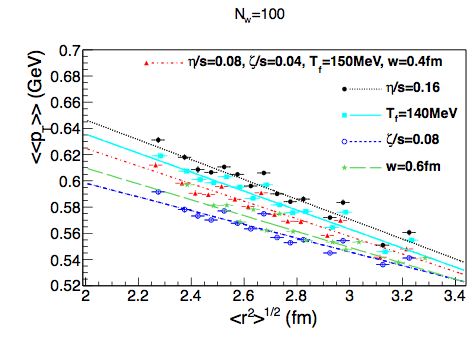 N_w=100
<<p_T>> (GeV)
0.7
0.68
0.66
0.64
0.62
0.6
0.58
0.56
0.54
0.52
η/s=0.08, ζ/s=0.04, T_f=150MeV, w=0.4fm
η/s=0.16
T_f=140MeV
ζ/s=0.08
w=0.6fm
2 2.2 2.4 2.6 2.8 3 3.2 3.4
<r²>^1/2 (fm)